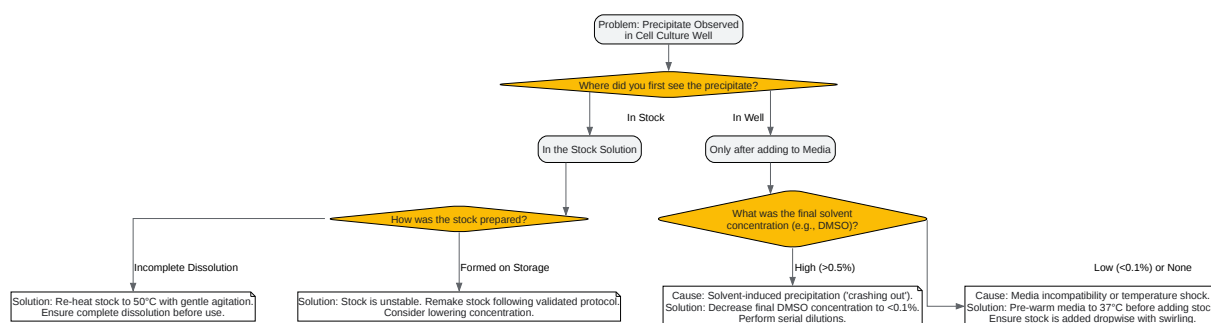 Problem: Precipitate Observed
in Cell Culture Well
Where did you first see the precipitate?
In Stock
In Well
In the Stock Solution
Only after adding to Media
How was the stock prepared?
What was the final solvent
concentration (e.g., DMSO)?
Incomplete Dissolution
Formed on Storage
High (>0.5%)
Low (<0.1%) or None
Solution: Re-heat stock to 50°C with gentle agitation.
Ensure complete dissolution before use.
Solution: Stock is unstable. Remake stock following validated protocol.
Consider lowering concentration.
Cause: Solvent-induced precipitation ('crashing out').
Solution: Decrease final DMSO concentration to <0.1%.
Perform serial dilutions.
Cause: Media incompatibility or temperature shock.
Solution: Pre-warm media to 37°C before adding stoc
Ensure stock is added dropwise with swirling.